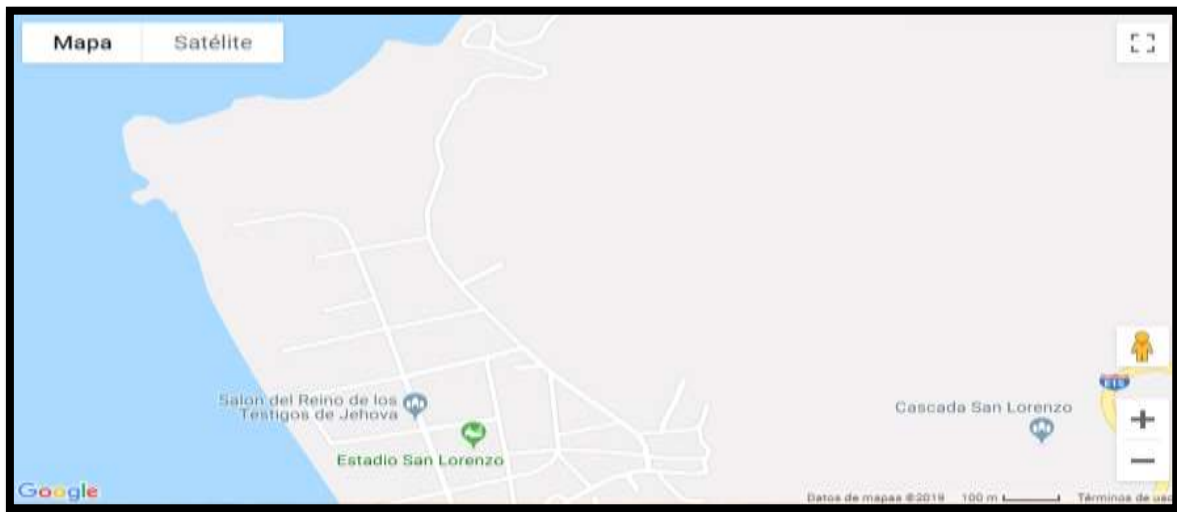 Mapa
Satélite
Salon del Reino de los
Testigos de Jehova
Cascada San Lorenzo
Estadio San Lorenzo
Google
Datos de mapas ©2019
100 m
Términos de uso
+